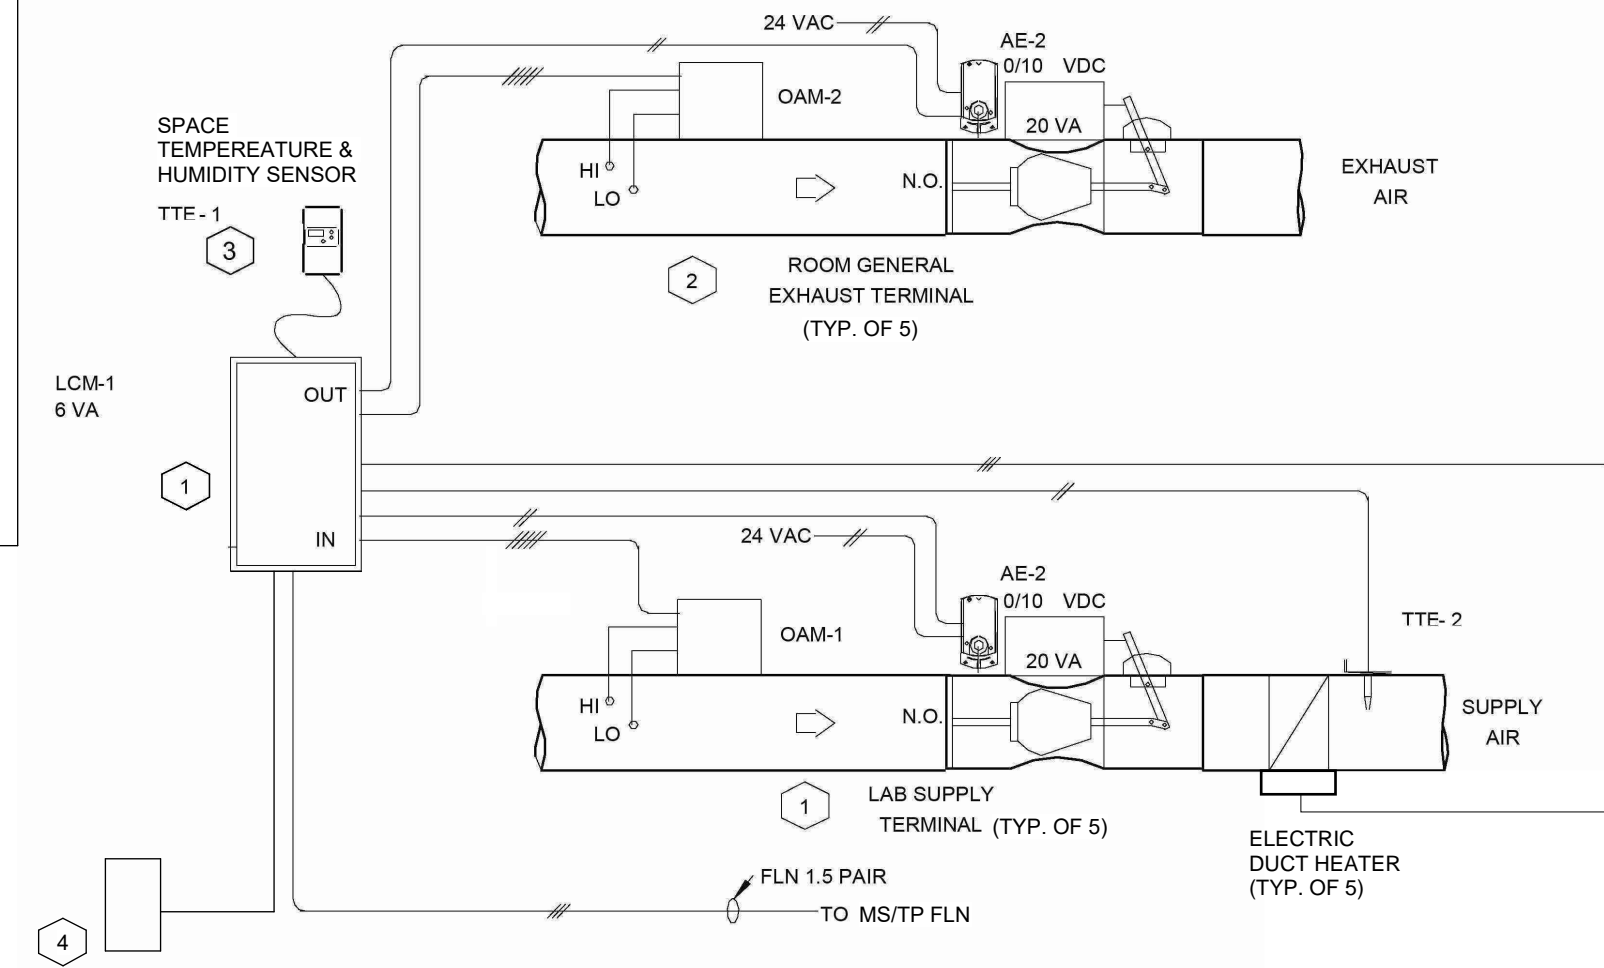 24 VAC
AE-2
0/10 VDC
OAM-2
20 VA
SPACE
TEMPEREATURE &
HUMIDITY SENSOR
TTE - 1
3
HI
LO
N.O.
EXHAUST
AIR
2
ROOM GENERAL
EXHAUST TERMINAL
(TYP. OF 5)
LCM-1
6 VA
OUT
1
IN
24 VAC
AE-2
0/10 VDC
OAM-1
20 VA
TTE- 2
HI
LO
N.O.
SUPPLY
AIR
1
LAB SUPPLY
TERMINAL (TYP. OF 5)
ELECTRIC
DUCT HEATER
(TYP. OF 5)
FLN 1.5 PAIR
TO MS/TP FLN
4